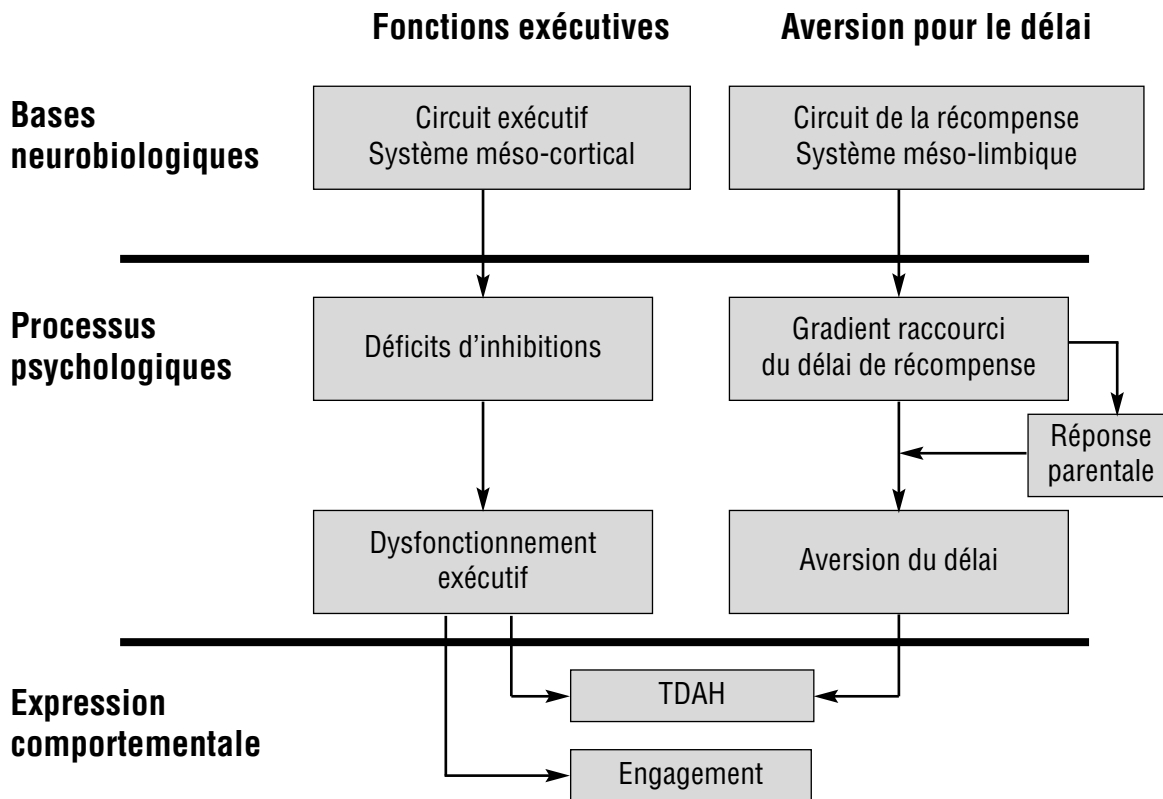 Fonctions exécutives
Aversion pour le délai
Bases
neurobiologiques
Circuit exécutif
Système méso-cortical
Circuit de la récompense
Système méso-limbique
Processus
psychologiques
Déficits d'inhibitions
Gradient raccourci
du délai de récompense
Réponse
parentale
Dysfonctionnement
exécutif
Aversion du délai
Expression
comportementale
TDAH
Engagement